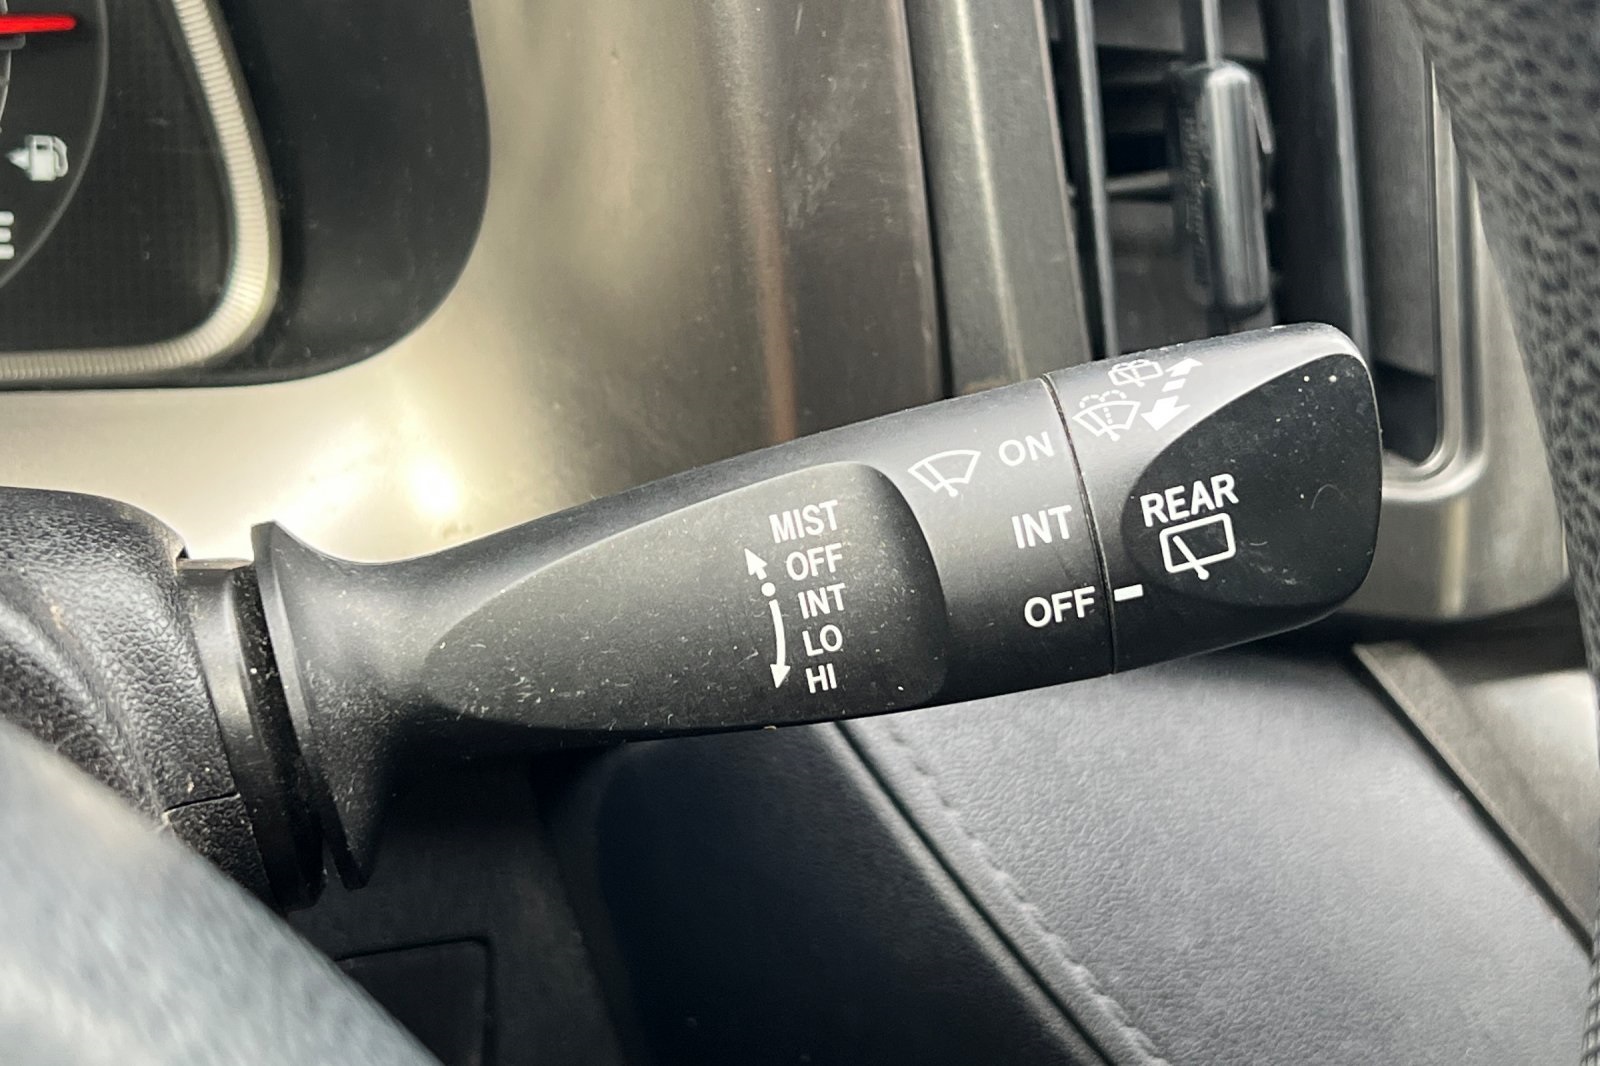 MIST
OFF
INT
LO
HI
ON
INT
OFF
REAR